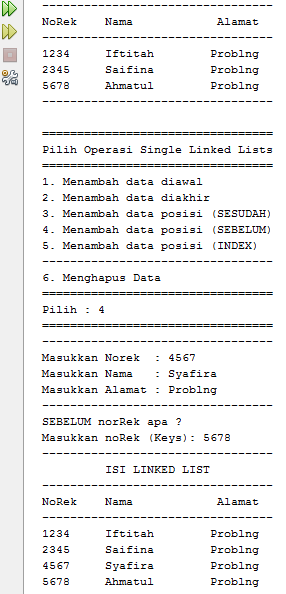 ---------------------------------
NoRek    Nama            Alamat
---------------------------------
1234     Iftitah        Problng
2345     Saifina        Problng
5678     Ahmatul        Problng
---------------------------------
=================================
Pilih Operasi Single Linked Lists
=================================
1. Menambah data diawal
2. Menambah data diakhir
3. Menambah data posisi (SESUDAH)
4. Menambah data posisi (SEBELUM)
5. Menambah data posisi (INDEX)
---------------------------------
6. Menghapus Data
=================================
Pilih : 4
=================================
---------------------------------
Masukkan Norek  : 4567
Masukkan Nama   : Syafira
Masukkan Alamat : Problng
---------------------------------
SEBELUM norRek apa ?
Masukkan noRek (Keys): 5678
---------------------------------
ISI LINKED LIST
---------------------------------
NoRek    Nama            Alamat
---------------------------------
1234     Iftitah        Problng
2345     Saifina        Problng
4567     Syafira        Problng
5678     Ahmatul        Problng